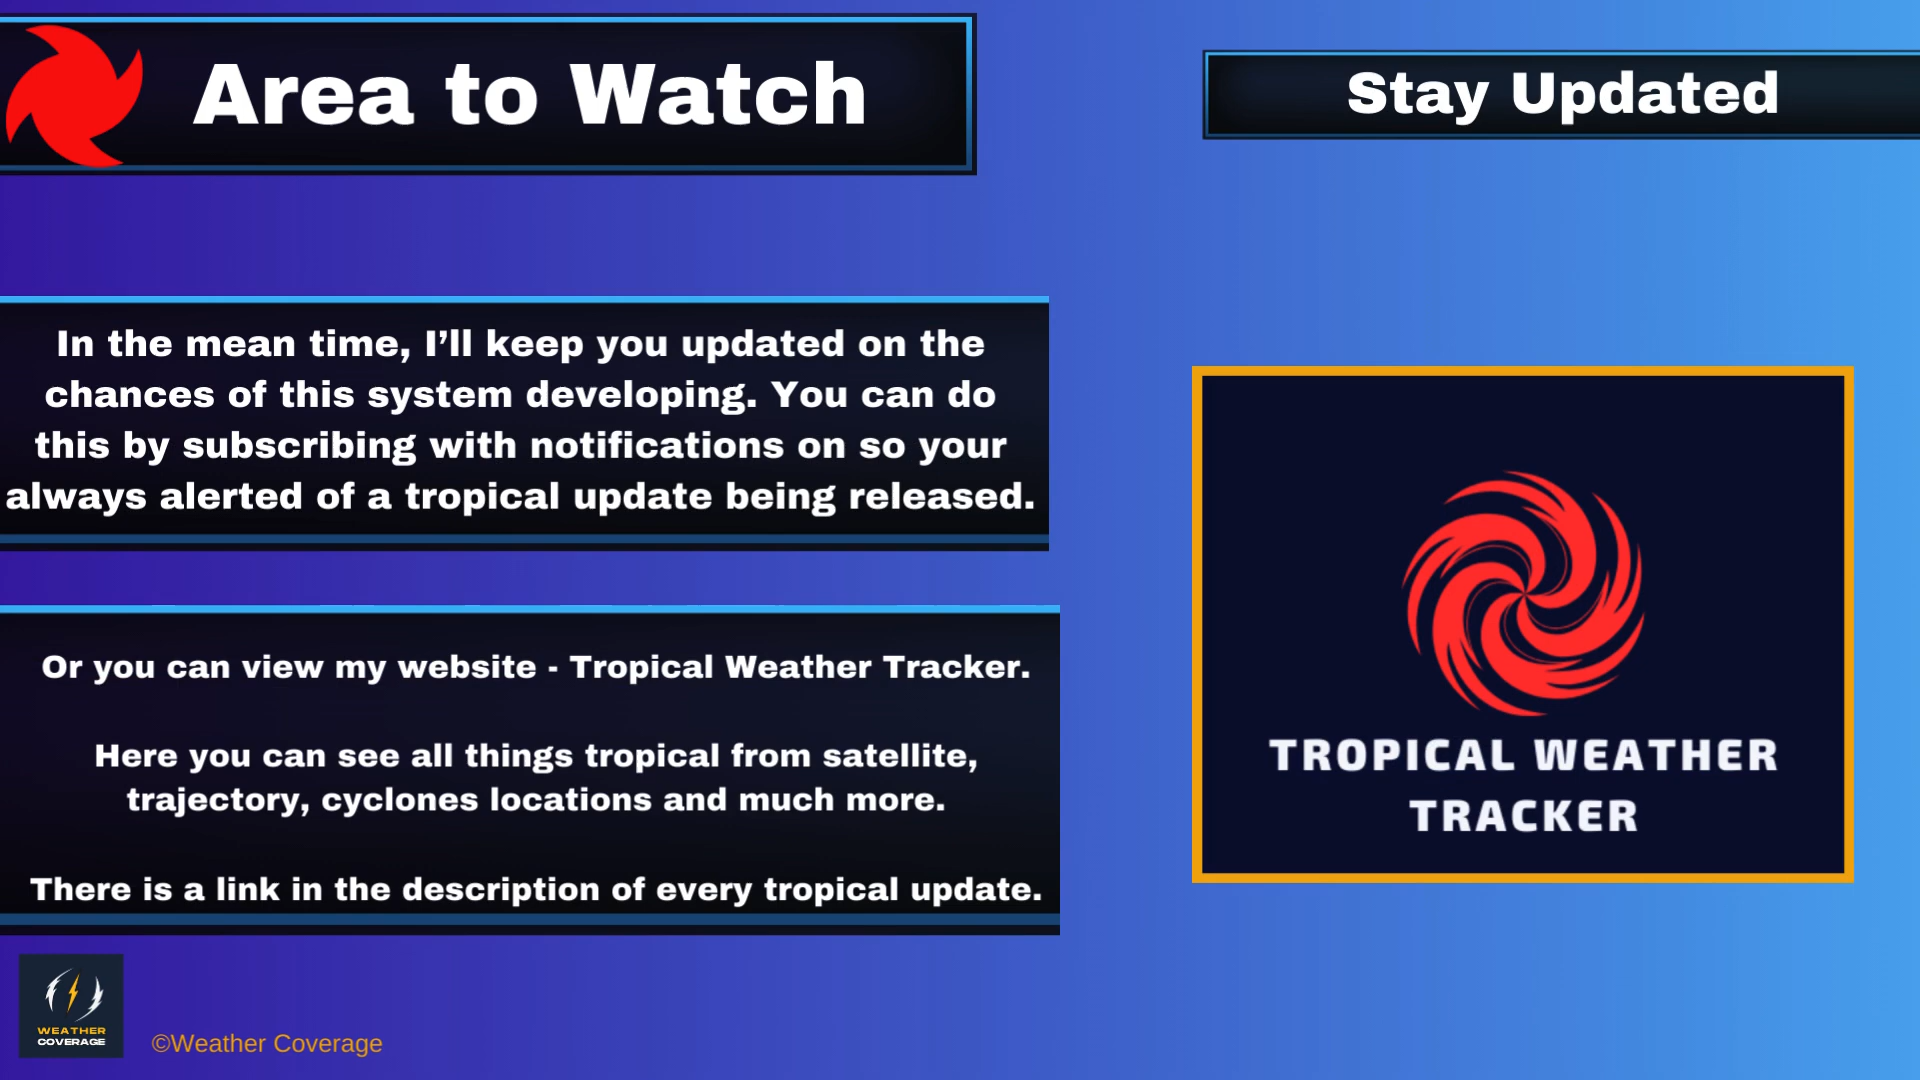 Area to Watch
Stay Updated
In the mean time, I’ll keep you updated on the
chances of this system developing. You can do
this by subscribing with notifications on so your
always alerted of a tropical update being released.
Or you can view my website - Tropical Weather Tracker.
Here you can see all things tropical from satellite,
trajectory, cyclones locations and much more.
There is a link in the description of every tropical update.
TROPICAL WEATHER
TRACKER
WEATHER
COVERAGE
©Weather Coverage